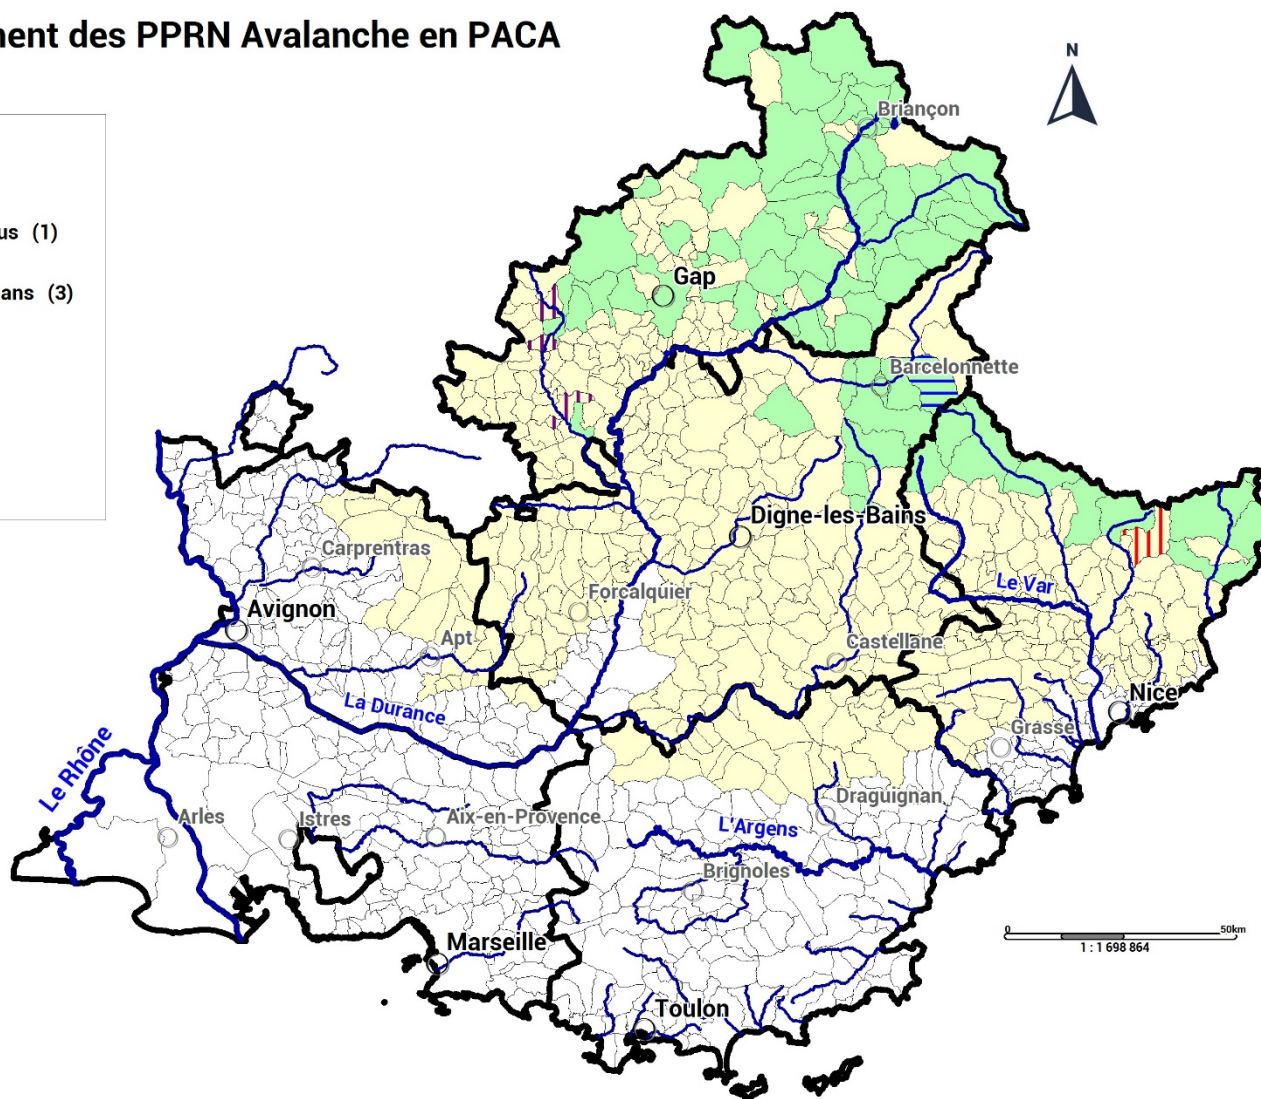 ment des PPRN Avalanche en PACA
N
us (1)
ans (3)
Briançon
Gap
Barcelonnette
Digne-les-Bains
Carprentras
Forcalquier
Le Var
Avignon
Apt
Castellane
La Durance
Nice
Grasse
Le Rhône
Draguignan
Arles
Istres
Aix-en-Provence
L'Argens
Brignoles
0 50km
1 : 1 698 864
Marseille
Toulon